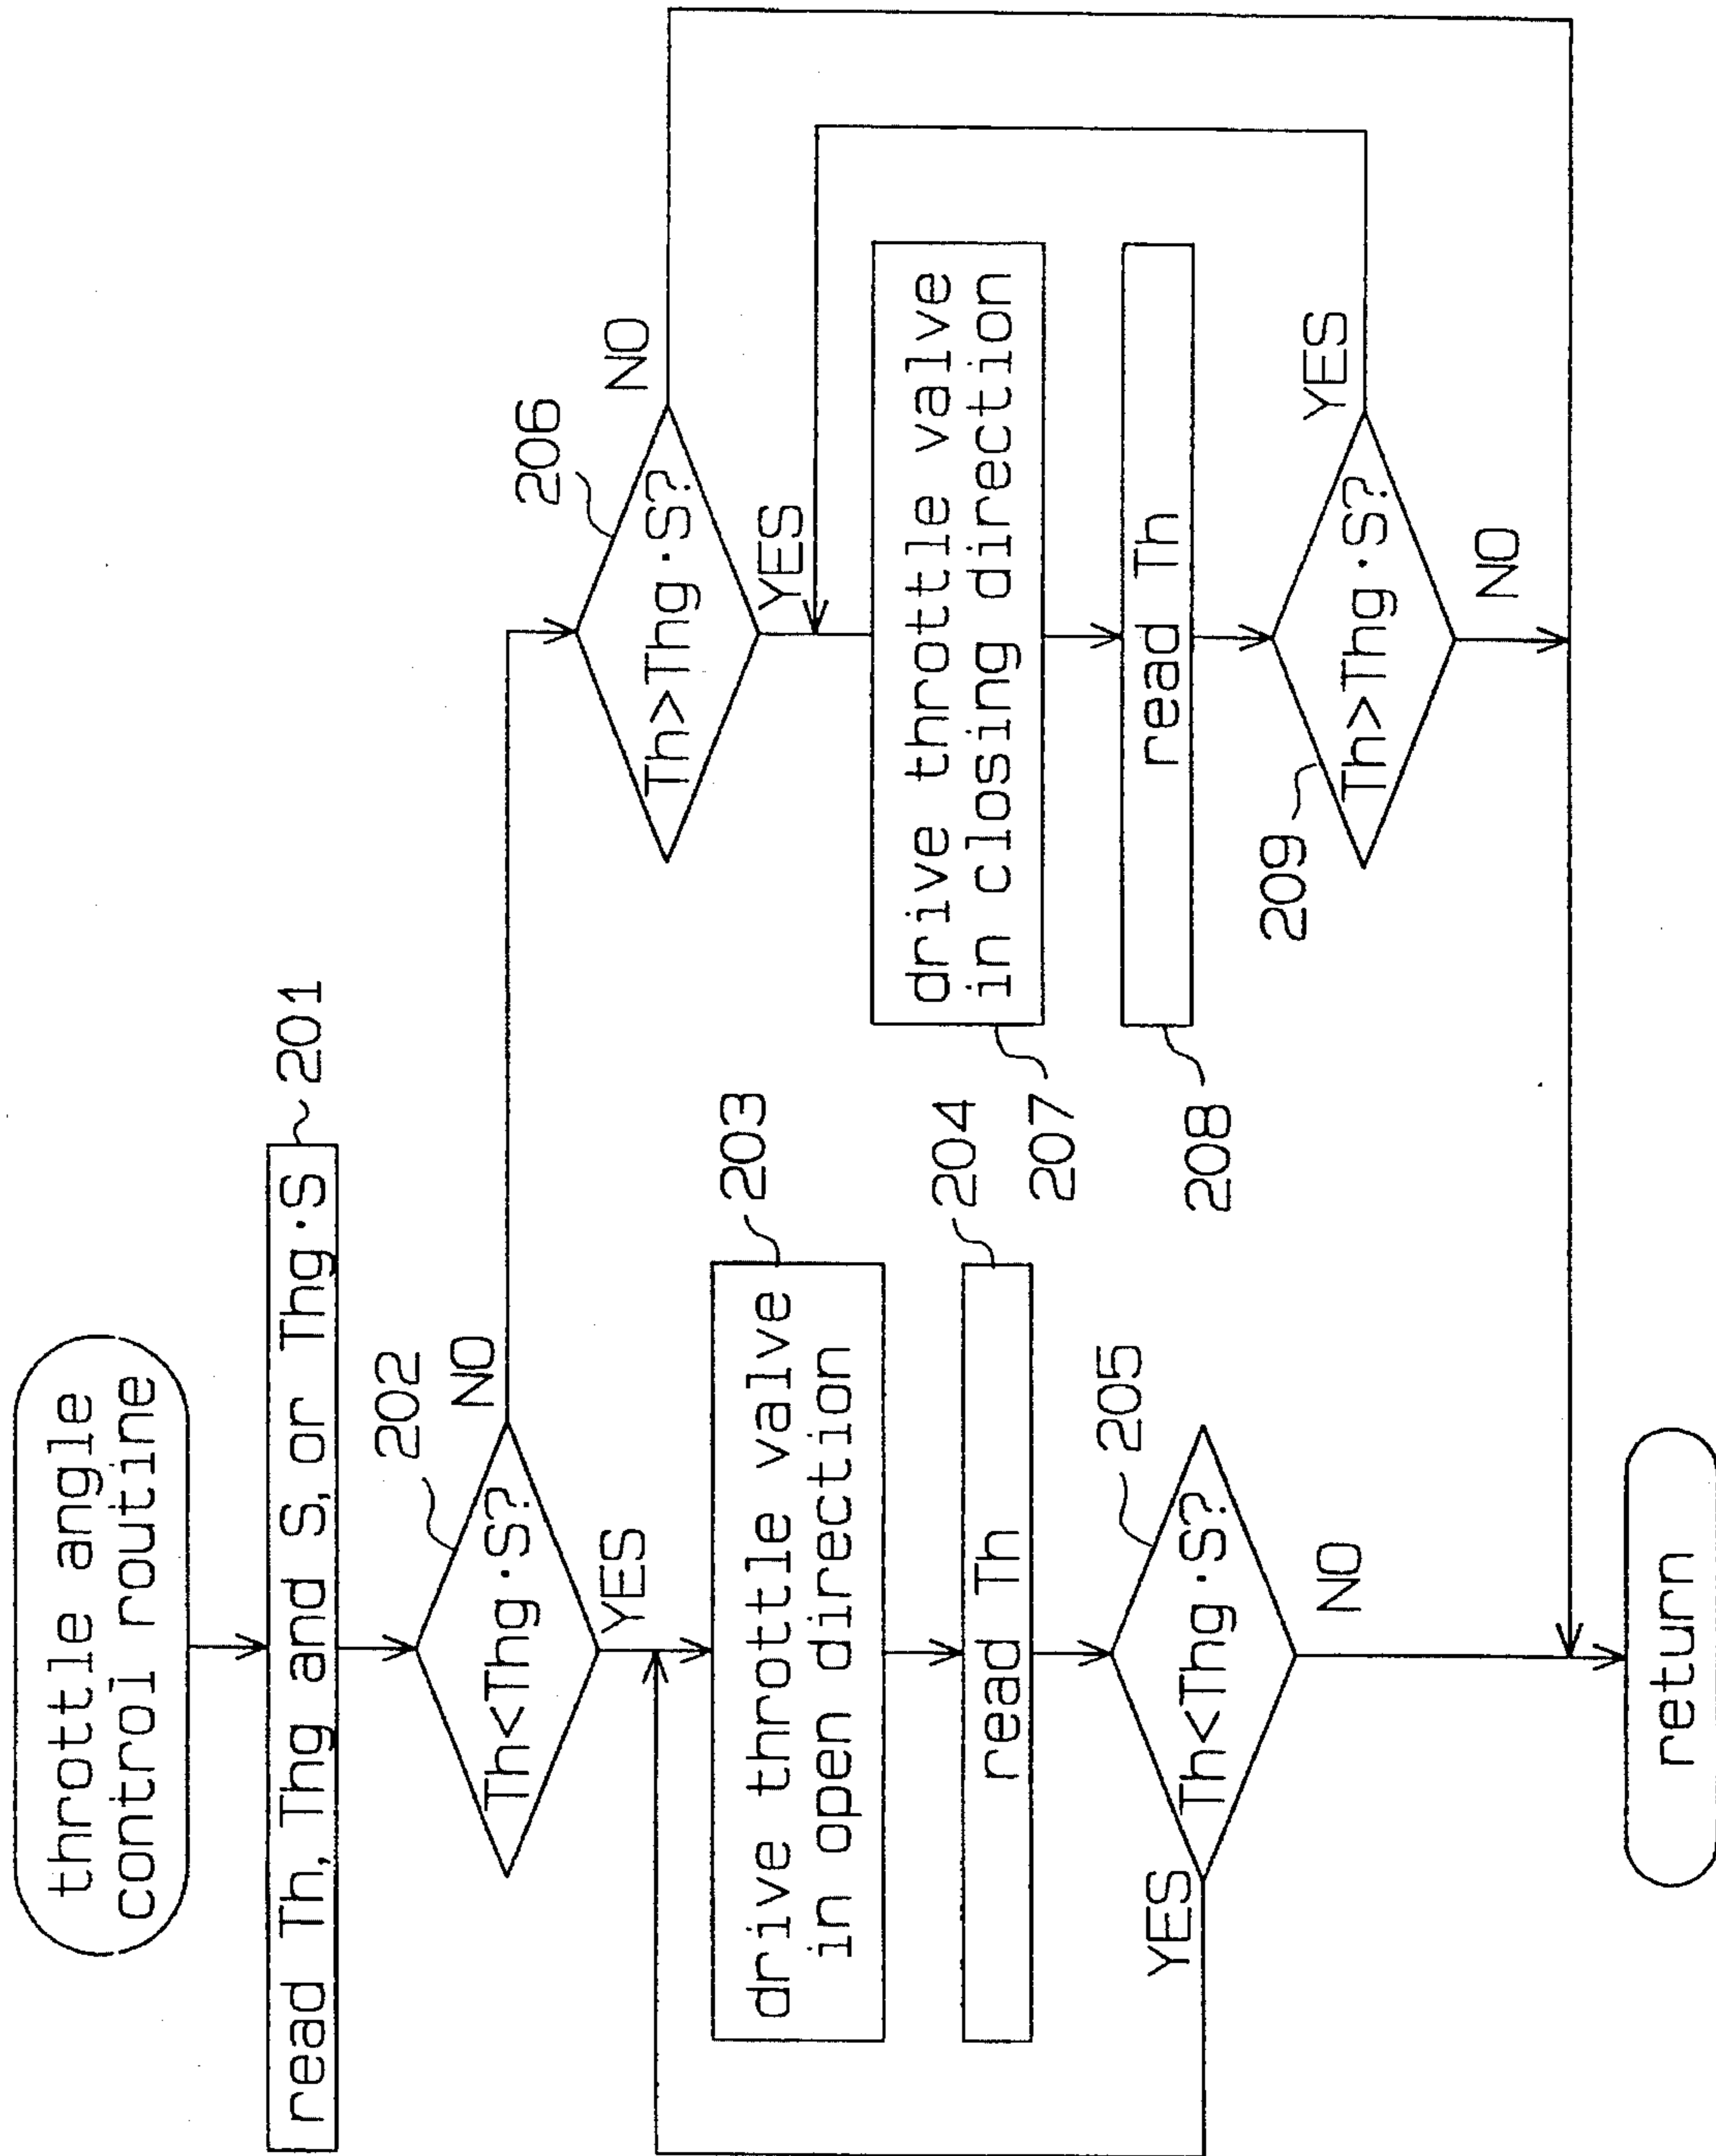 throttle angle
control routine
read Th, Thg and S, or Thg·S
201
202
Th<Thg·S?
NO
YES
203
drive throttle valve
in open direction
204
read Th
205
Th<Thg·S?
YES
NO
206
Th>Thg·S?
NO
YES
drive throttle valve
in closing direction
207
read Th
208
209
Th>Thg·S?
YES
NO
return